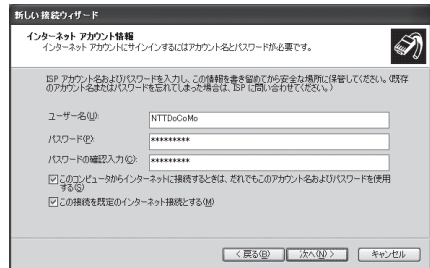 新しい接続ウィザード
インターネット アカウント情報
インターネット アカウントにサインインするにはアカウント名とパスワードが必要です。
ISP アカウント名およびパスワードを入力し、この情報を書き留めてから安全な場所に保管してください。(既存
のアカウント名またはパスワードを忘れてしまった場合は、ISP に問い合わせてください。)
ユーザー名(U):
NTTDoCoMo
パスワード(P):
*********
パスワードの確認入力(C):
*********
このコンピュータからインターネットに接続するときは、だれでもこのアカウント名およびパスワードを使用
する(S)
この接続を既定のインターネット接続とする(M)
< 戻る(B)
次へ(N) >
キャンセル